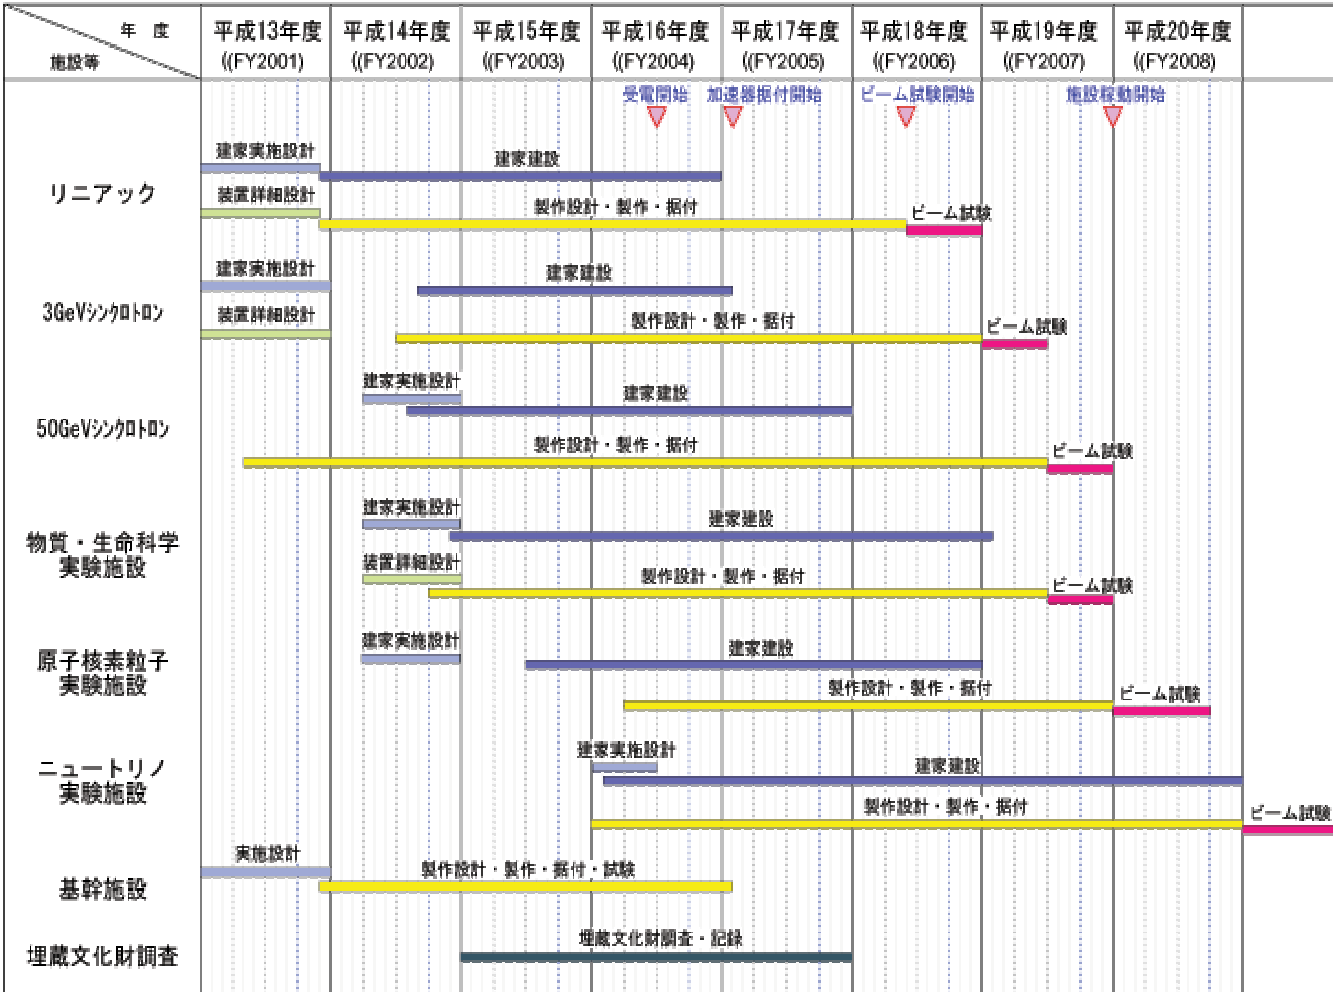 年 度
施設等
平成13年度
((FY2001)
平成14年度
((FY2002)
平成15年度
((FY2003)
平成16年度
((FY2004)
平成17年度
((FY2005)
平成18年度
((FY2006)
平成19年度
((FY2007)
平成20年度
((FY2008)
受電開始
加速器据付開始
ビーム試験開始
施設稼動開始
リニアック
建家実施設計
建家建設
装置詳細設計
製作設計・製作・据付
ビーム試験
3GeVシンクロトロン
建家実施設計
建家建設
装置詳細設計
製作設計・製作・据付
ビーム試験
50GeVシンクロトロン
建家実施設計
建家建設
製作設計・製作・据付
ビーム試験
物質・生命科学
実験施設
建家実施設計
建家建設
装置詳細設計
製作設計・製作・据付
ビーム試験
原子核素粒子
実験施設
建家実施設計
建家建設
製作設計・製作・据付
ビーム試験
ニュートリノ
実験施設
建家実施設計
建家建設
製作設計・製作・据付
ビーム試験
基幹施設
実施設計
製作設計・製作・据付・試験
埋蔵文化財調査
埋蔵文化財調査・記録